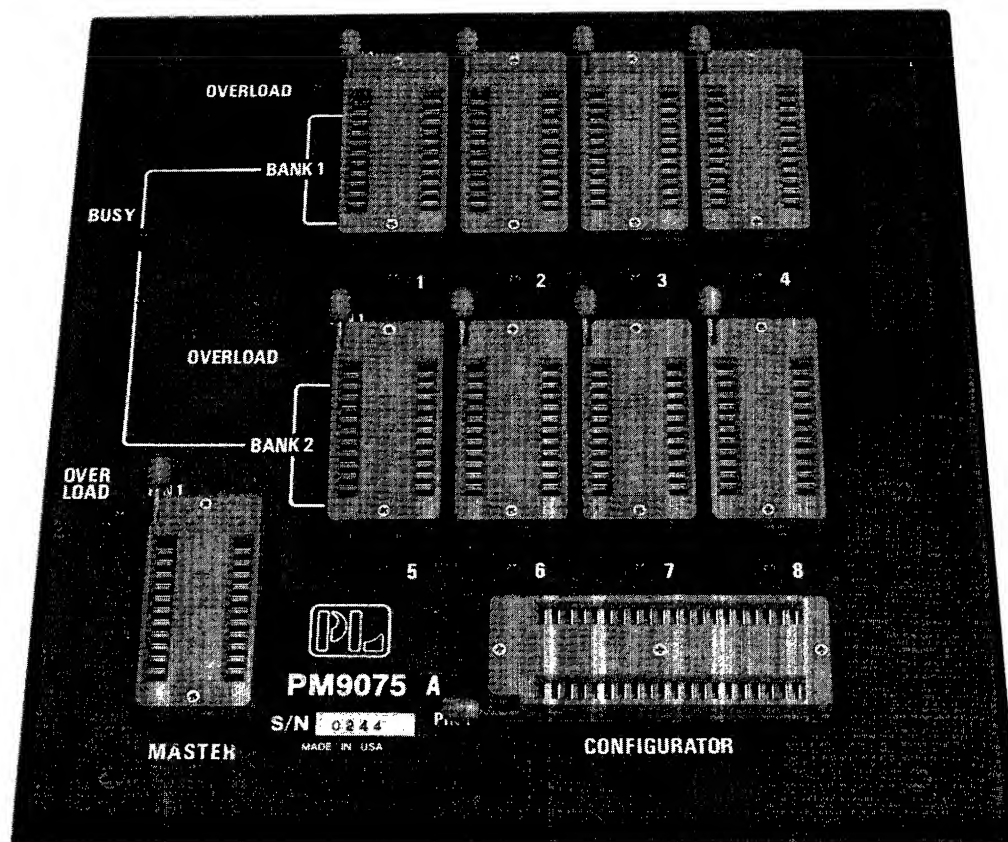 OVERLOAD
BANK 1
BUSY
1 2 3 4
OVERLOAD
BANK 2
OVER
LOAD
5 6 7 8
PL
PM9075 A
S/N 0244
MADE IN USA
MASTER
CONFIGURATOR